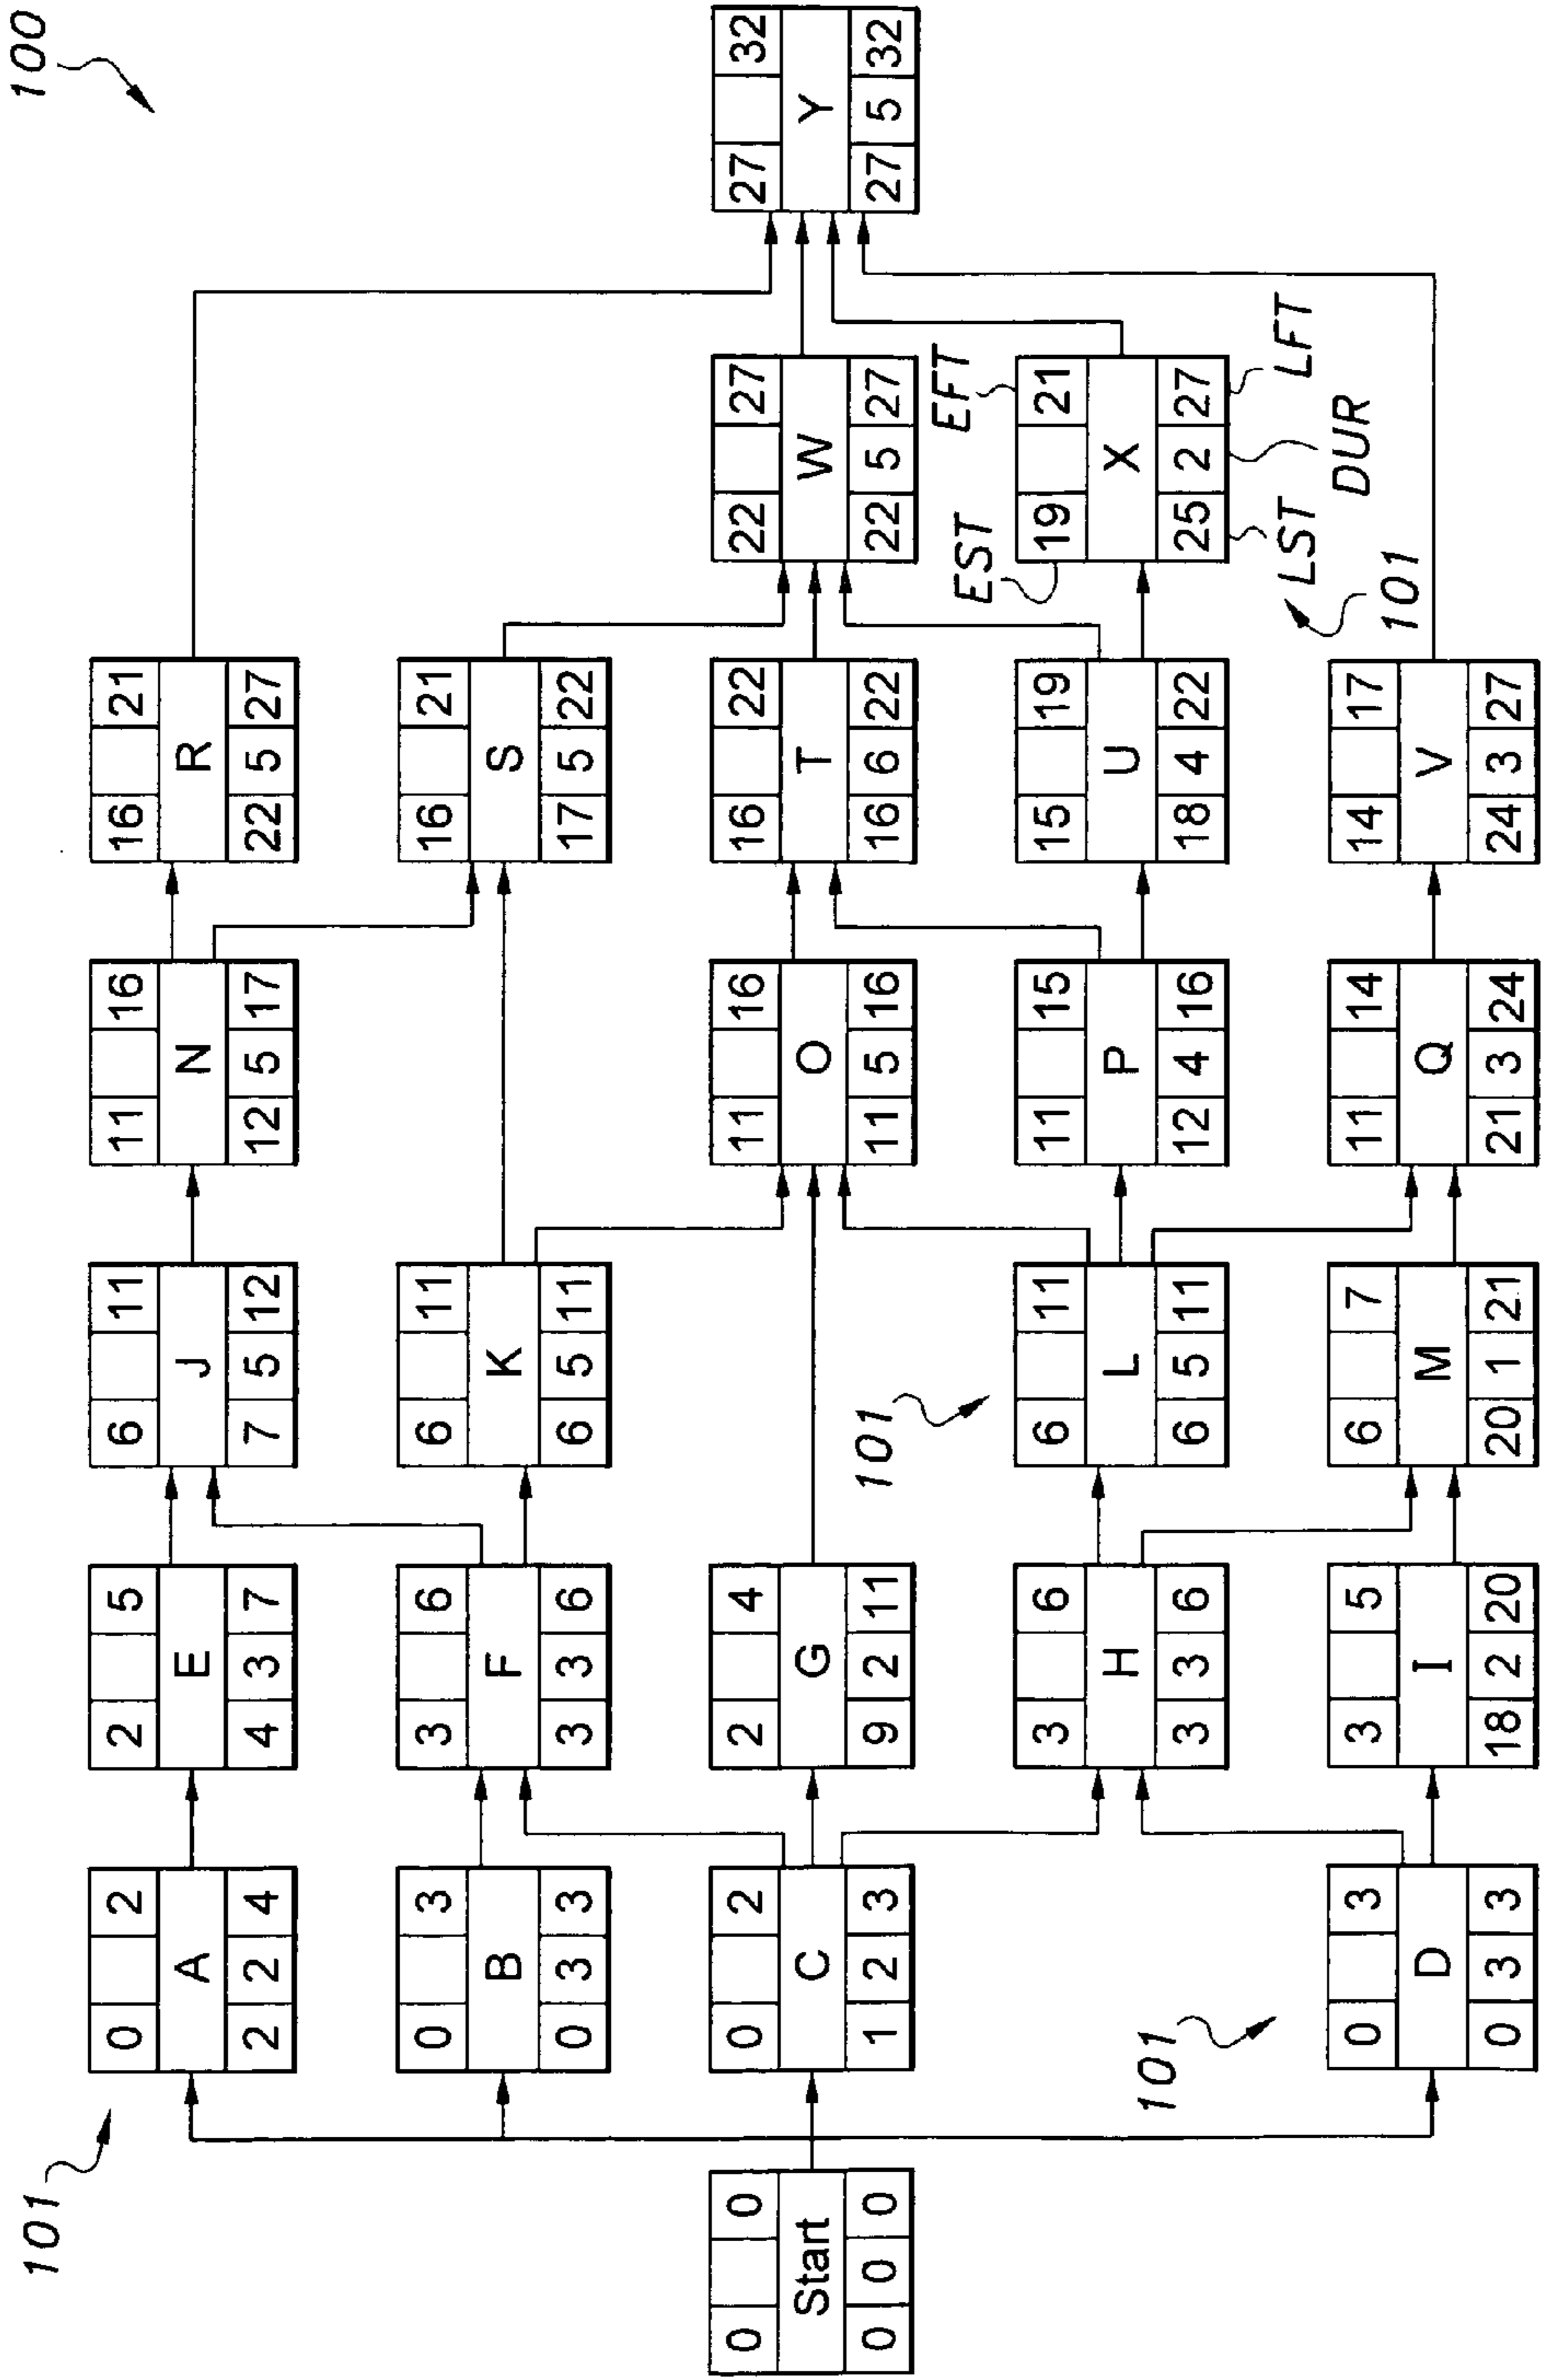 101 100
0 2 2 5 6 11 11 16 16 21
A E J N R
2 2 4 4 3 7 7 5 12 12 5 17 22 5 27
0 3 3 6 6 11 16 21
B F K S
0 3 3 3 3 6 6 5 11 17 5 22
0 0 0 2 2 4 11 16 16 22 22 27 27 32
Start C G O T W Y
0 0 0 1 2 3 9 2 11 11 5 16 16 6 22 22 5 27 27 5 32
101 EST EFT
3 6 6 11 11 15 15 19 19 21
H L P U X
3 3 6 6 5 11 12 4 16 18 4 22 25 2 27
101 LST DUR LFT
101
0 3 3 5 6 7 11 14 14 17
D I M Q V
0 3 3 18 2 20 20 1 21 21 3 24 24 3 27